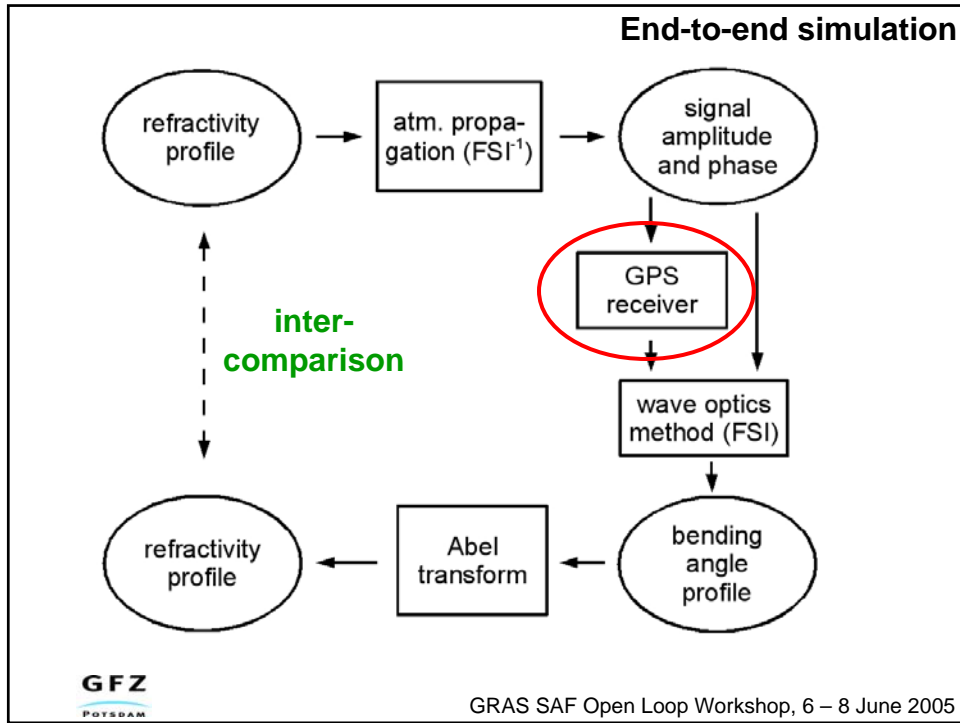 End-to-end simulation
refractivity
profile
atm. propa-
gation (FSI-1)
signal
amplitude
and phase
GPS
receiver
inter-
comparison
wave optics
method (FSI)
refractivity
profile
Abel
transform
bending
angle
profile
GFZ
POTSDAM
GRAS SAF Open Loop Workshop, 6 – 8 June 2005